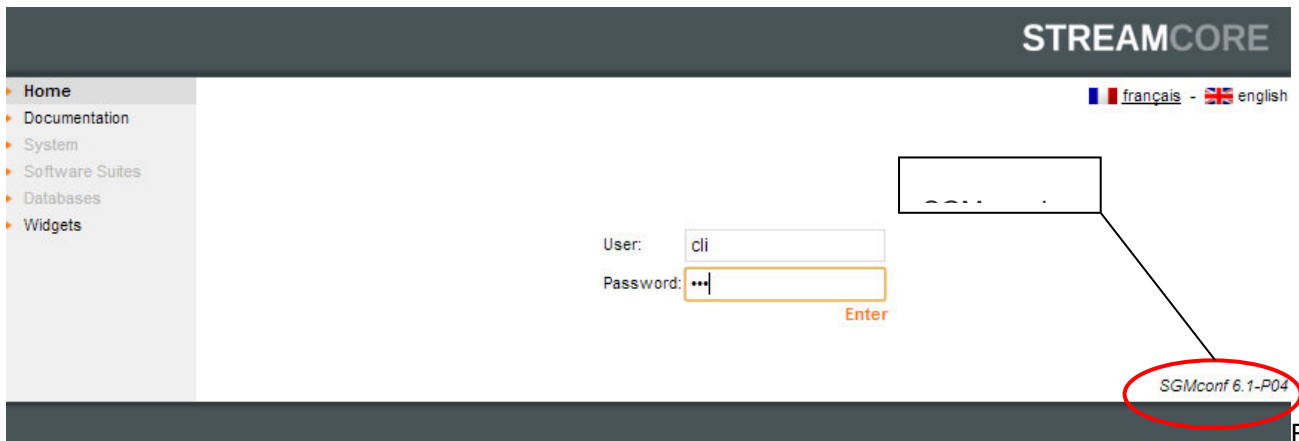 STREAMCORE
Home
français - english
Documentation
System
Software Suites
Databases
Widgets
User: cli
Password: •••
Enter
SGMconf 6.1-P04